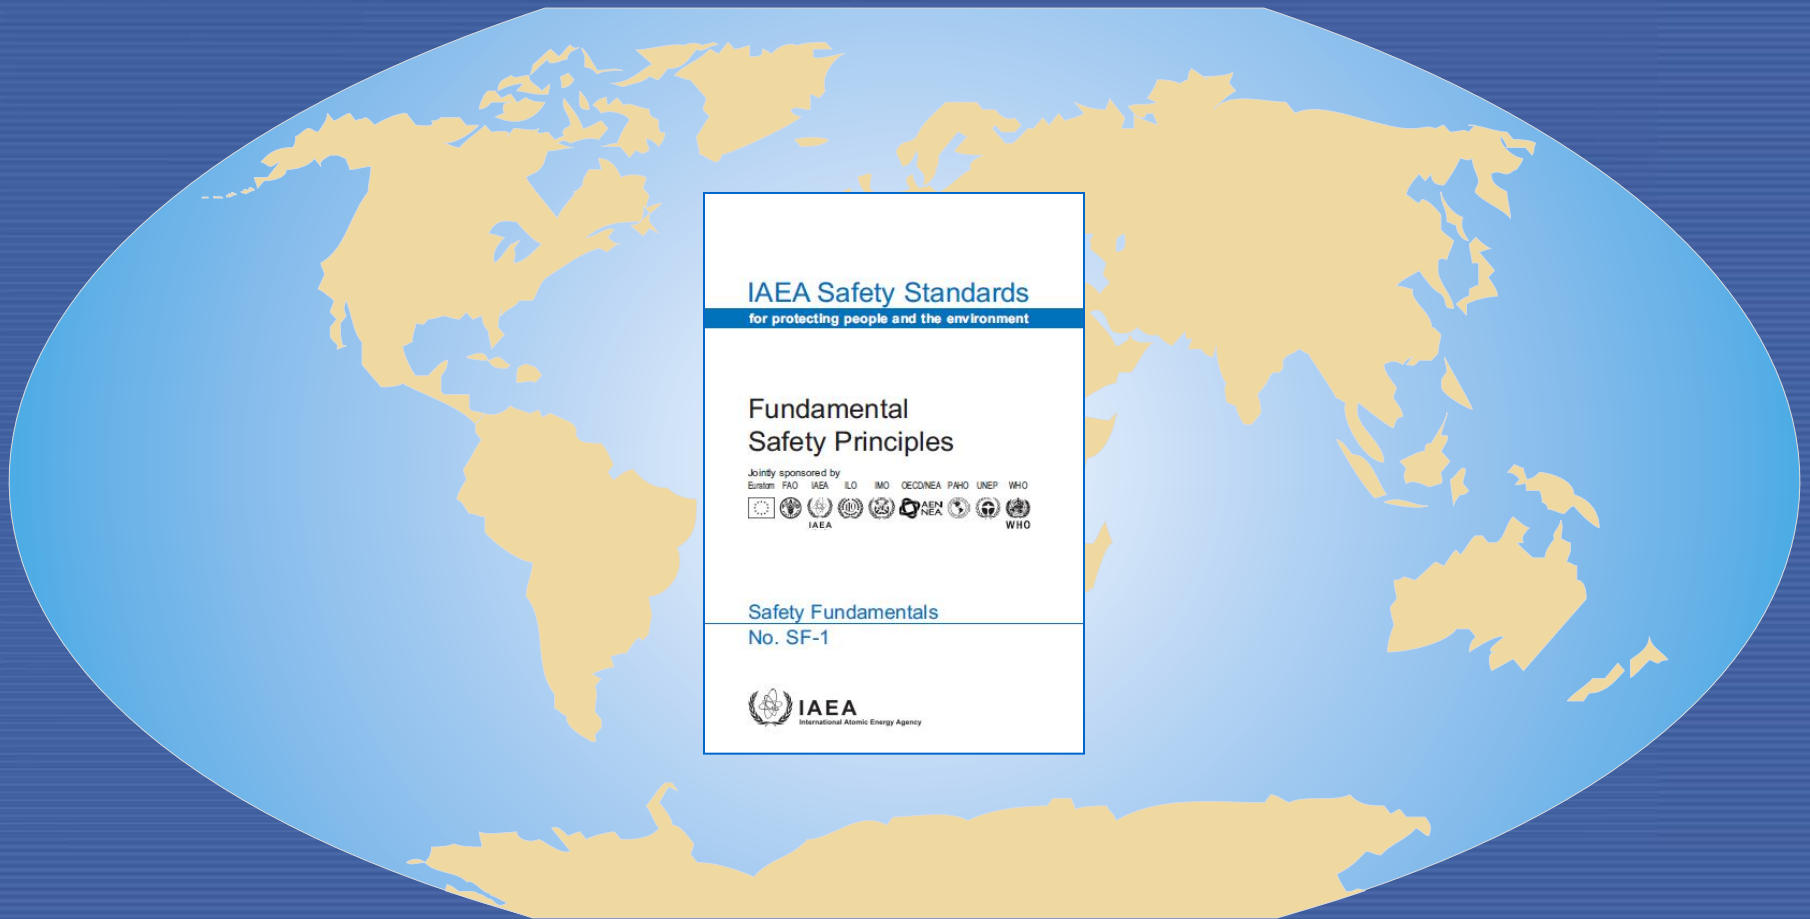 IAEA Safety Standards
for protecting people and the environment
Fundamental
Safety Principles
Jointly sponsored by
Euratom FAO IAEA ILO IMO OECD/NEA PAHO UNEP WHO
IAEA AEN NEA WHO
Safety Fundamentals
No. SF-1
IAEA
International Atomic Energy Agency